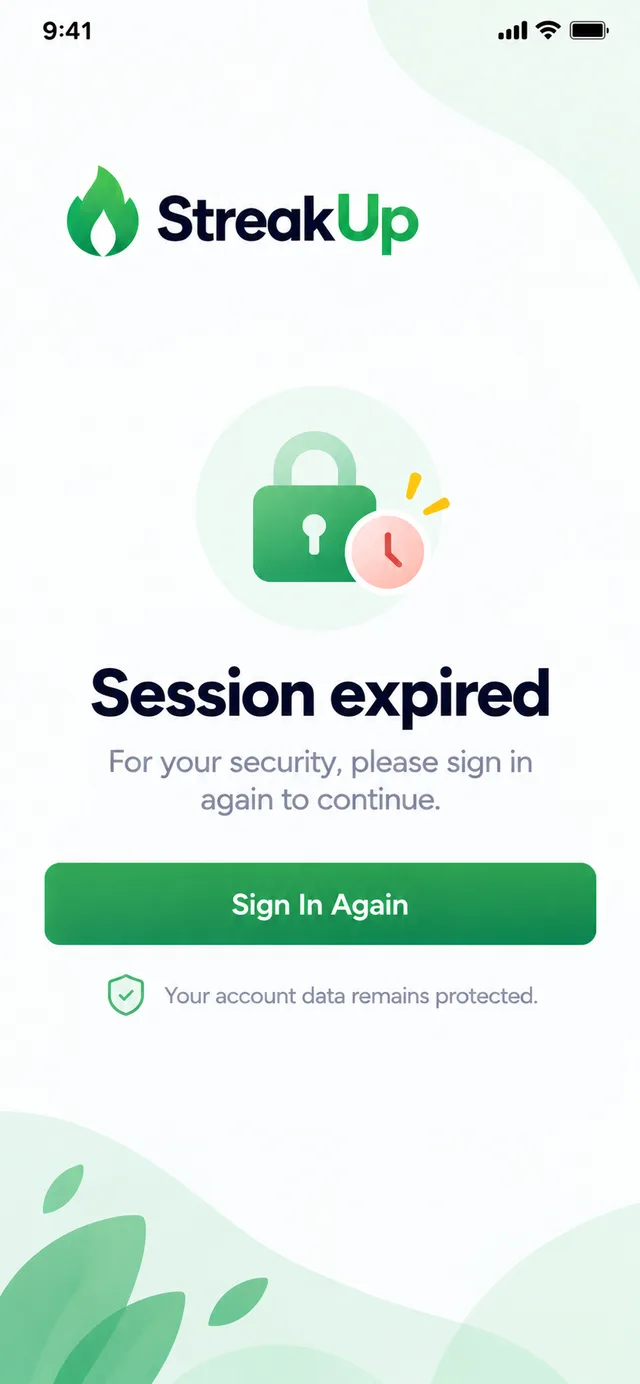 9:41
StreakUp
Session expired
For your security, please sign in
again to continue.
Sign In Again
Your account data remains protected.